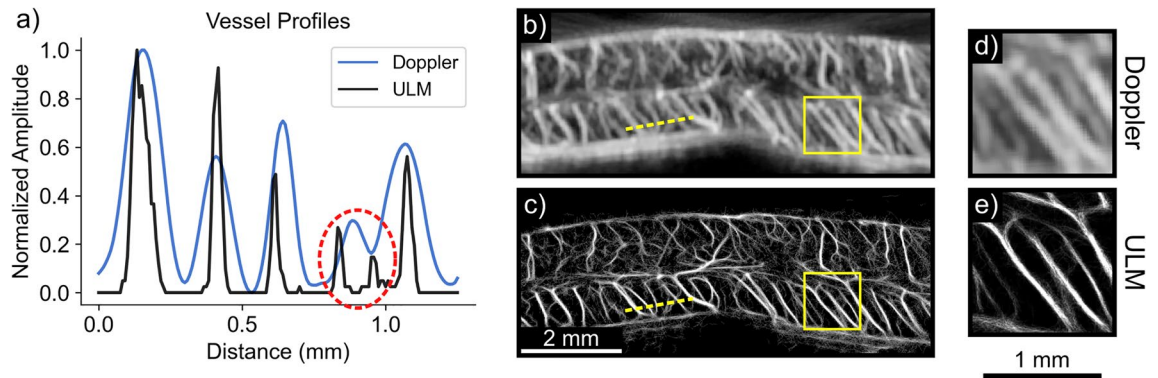 a)
Vessel Profiles
Normalized Amplitude
1.0
0.8
0.6
0.4
0.2
0.0
0.0
0.5
1.0
Distance (mm)
Doppler
ULM
b)
c)
2 mm
d)
Doppler
e)
ULM
1 mm